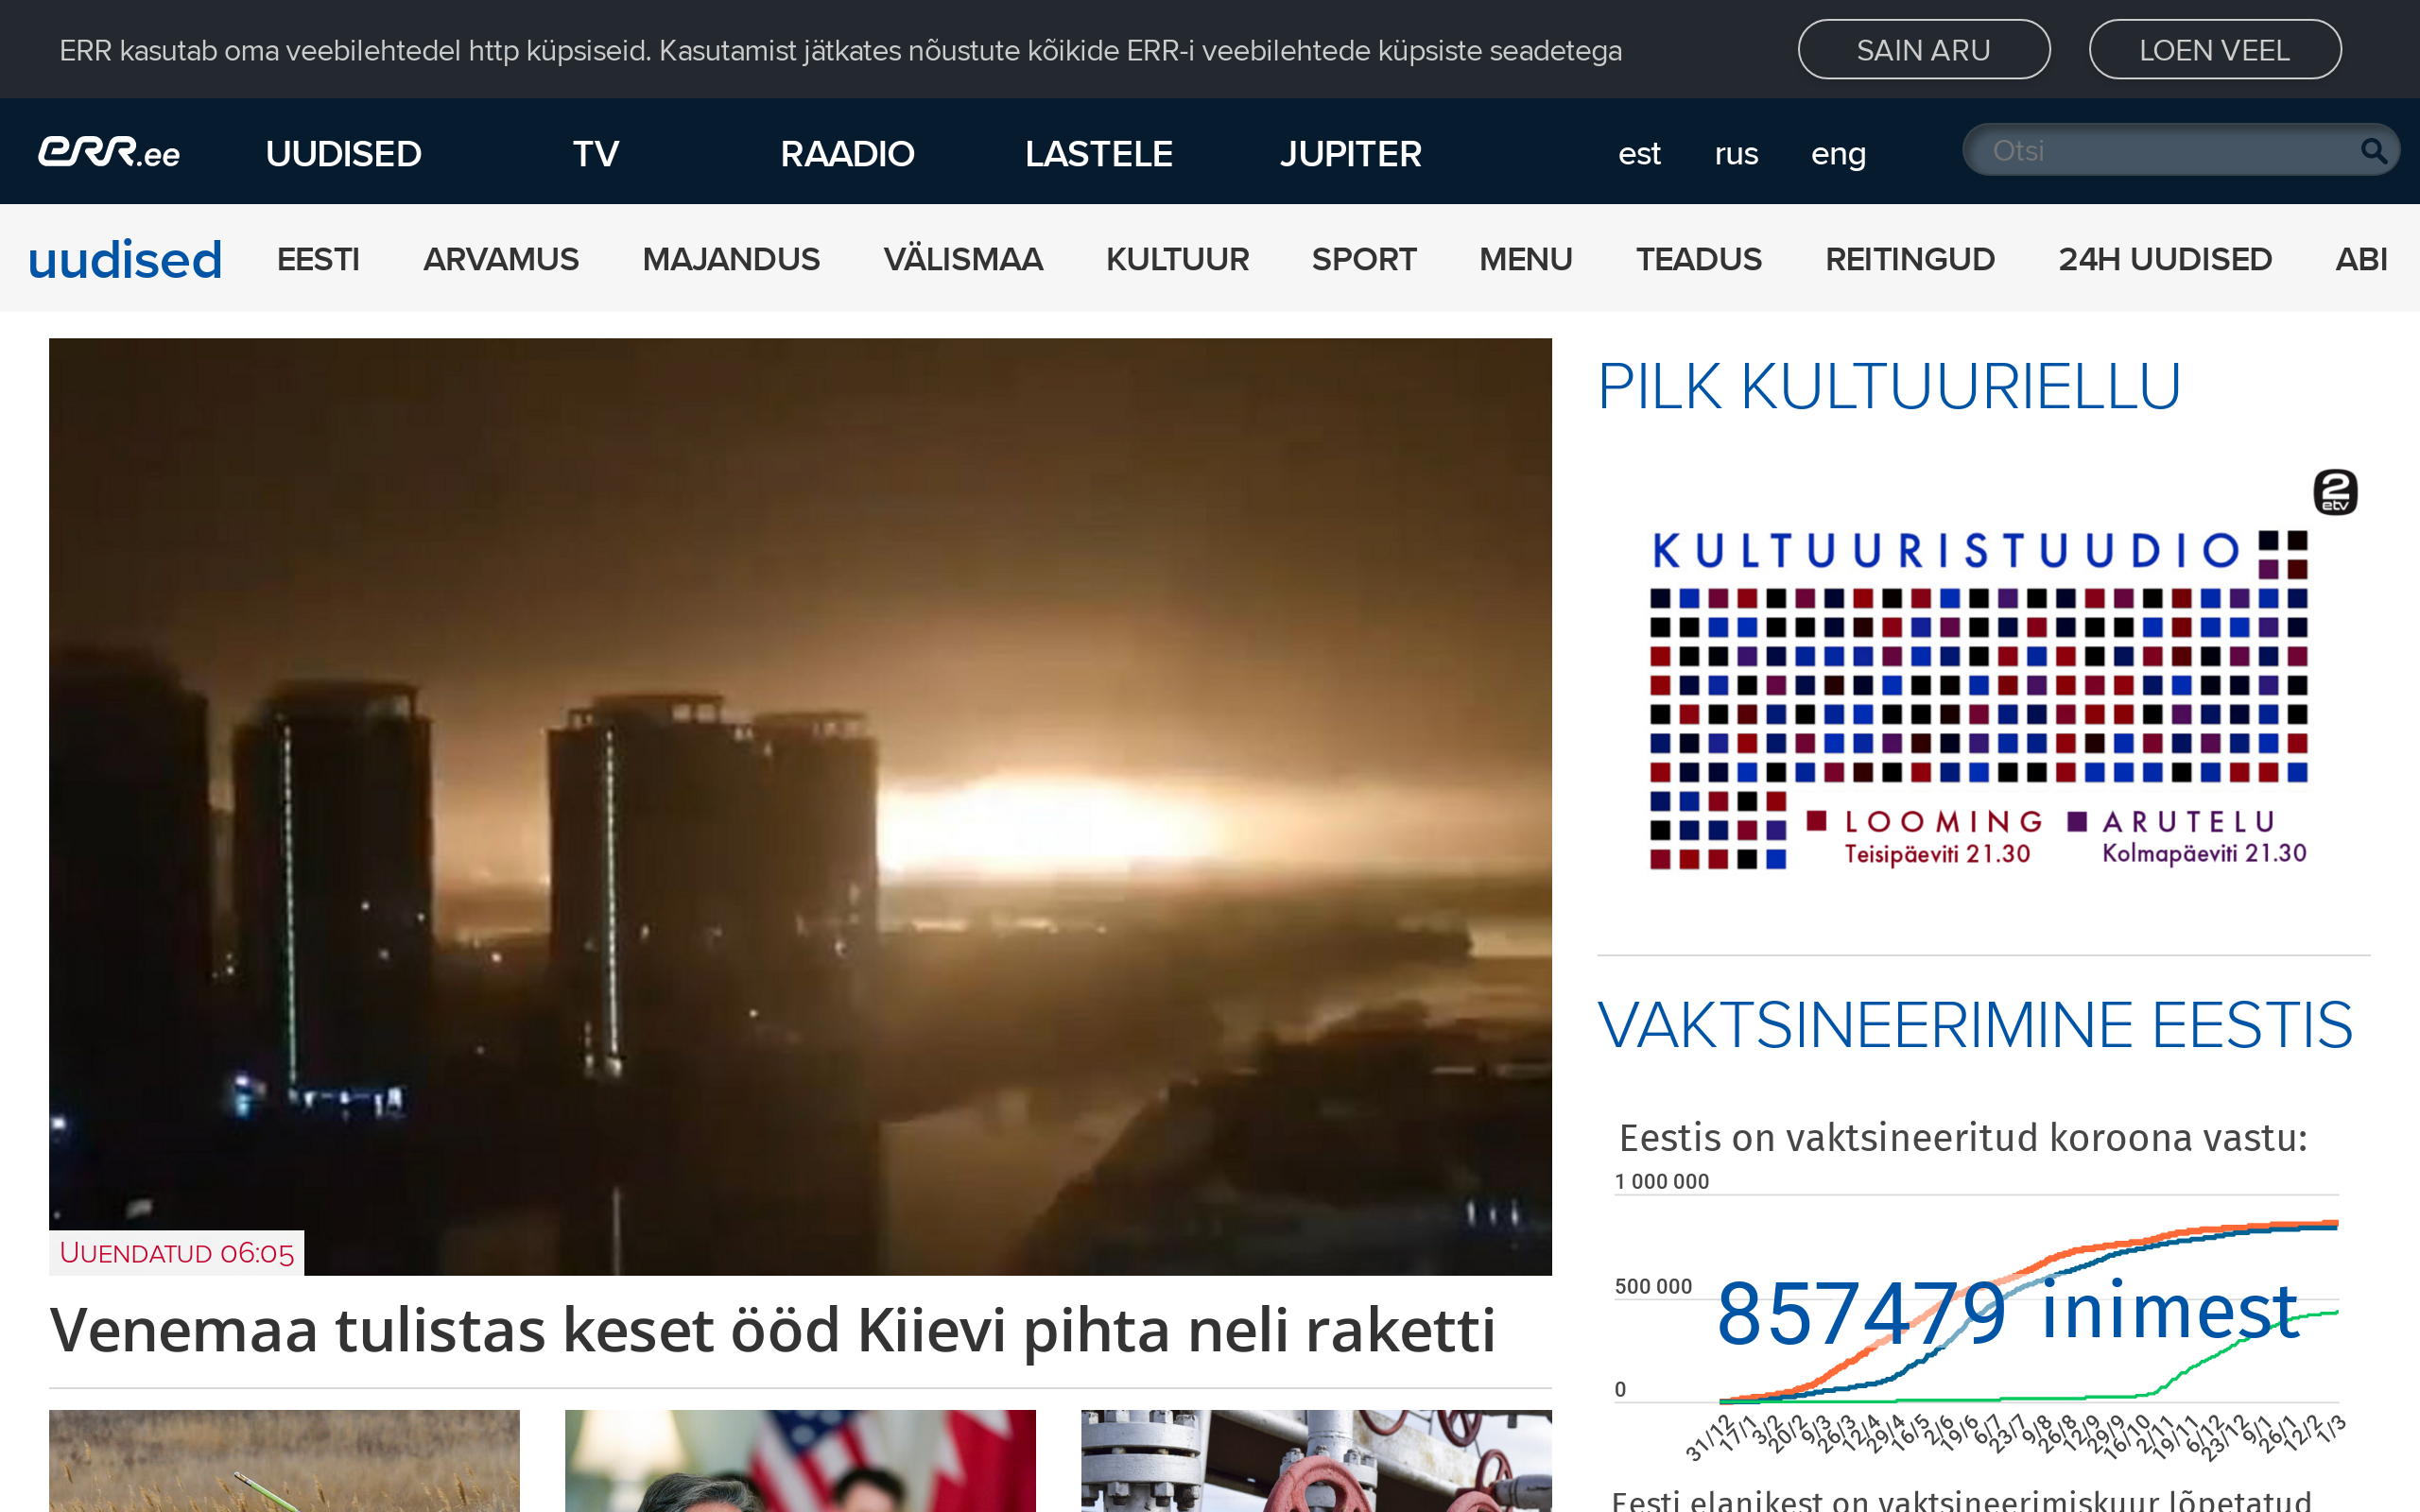 ERR kasutab oma veebilehtedel http küpsiseid. Kasutamist jätkates nõustute kõikide ERR-i veebilehtede küpsiste seadetega
SAIN ARU
LOEN VEEL
err.ee
UUDISED
TV
RAADIO
LASTELE
JUPITER
est
rus
eng
Otsi
uudised
EESTI
ARVAMUS
MAJANDUS
VÄLISMAA
KULTUUR
SPORT
MENU
TEADUS
REITINGUD
24H UUDISED
ABI
UUENDATUD 06:05
Venemaa tulistas keset ööd Kiievi pihta neli raketti
PILK KULTUURIELLU
2
etv
KULTUURISTUUDIO
LOOMING
Teisipäeviti 21.30
ARUTELU
Kolmapäeviti 21.30
VAKTSINEERIMINE EESTIS
Eestis on vaktsineeritud koroona vastu:
1 000 000
500 000
857479 inimest
0
31/12
17/1
3/2
20/2
9/3
26/3
12/4
29/4
16/5
2/6
19/6
6/7
23/7
9/8
26/8
12/9
29/9
16/10
2/11
19/11
6/12
23/12
9/1
26/1
12/2
1/3
Eesti elanikest on vaktsineerimiskuur lõpetatud